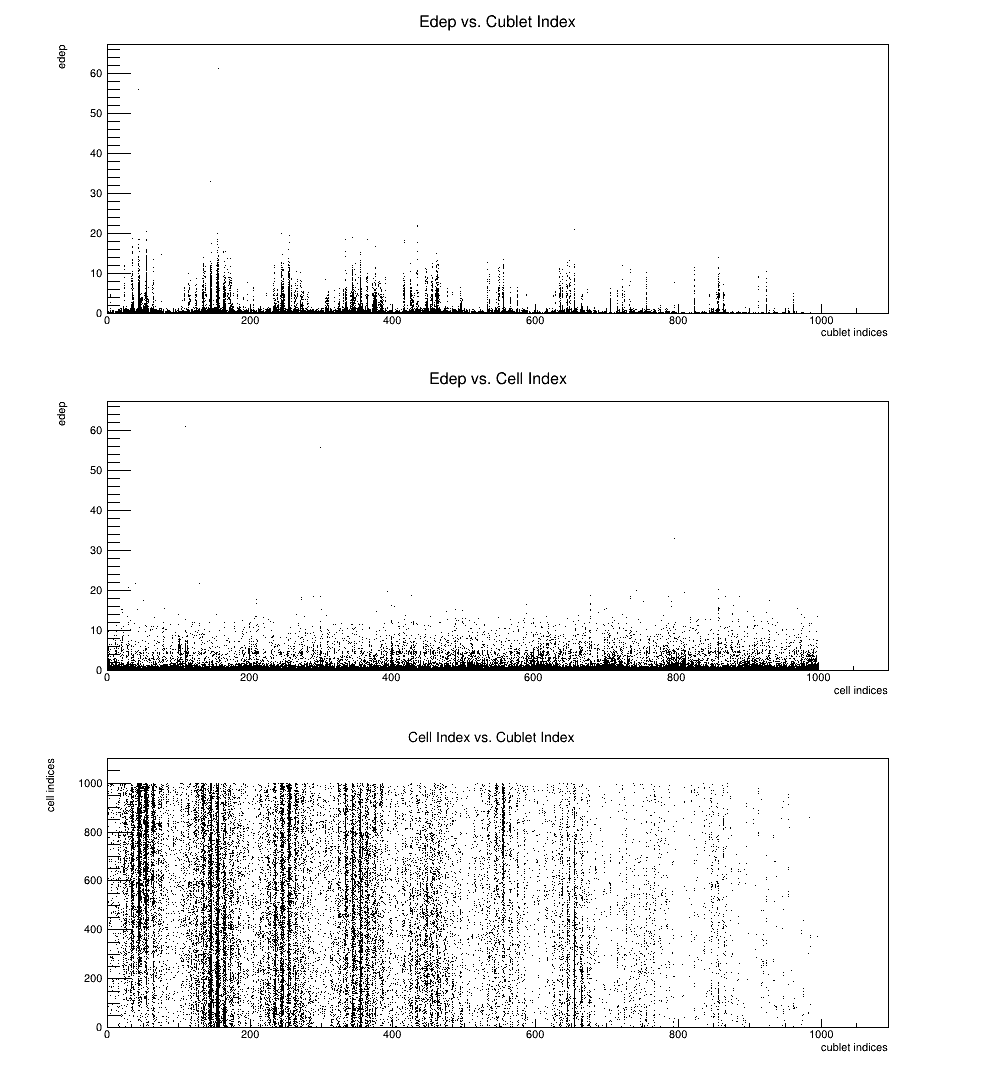 Edep vs. Cublet Index
edep
60
50
40
30
20
10
0
0 200 400 600 800 1000
cublet indices
Edep vs. Cell Index
edep
60
50
40
30
20
10
0
0 200 400 600 800 1000
cell indices
Cell Index vs. Cublet Index
cell indices
1000
800
600
400
200
0
0 200 400 600 800 1000
cublet indices